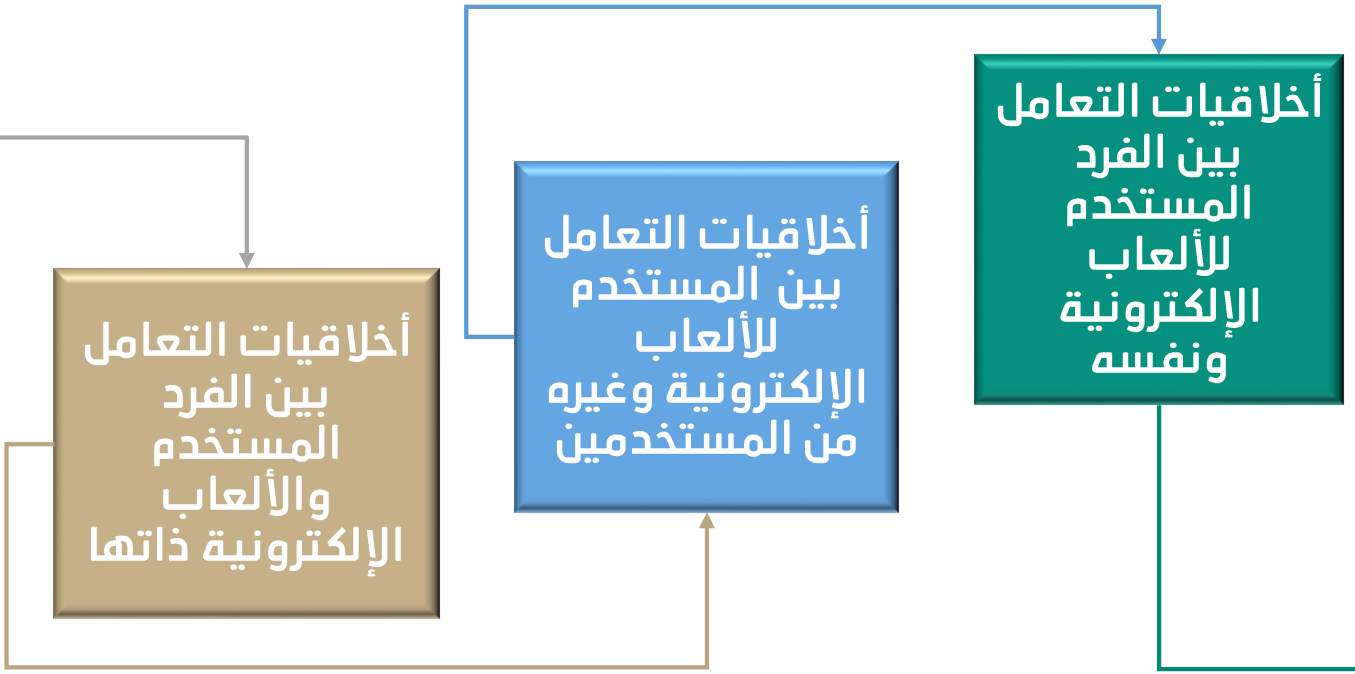 أخلاقيات التعامل
بين الفرد
المستخدم
للألعاب
الإلكترونية
ونفسه
أخلاقيات التعامل
بين المستخدم
للألعاب
الإلكترونية وغيره
من المستخدمين
أخلاقيات التعامل
بين الفرد
المستخدم
والألعاب
الإلكترونية ذاتها